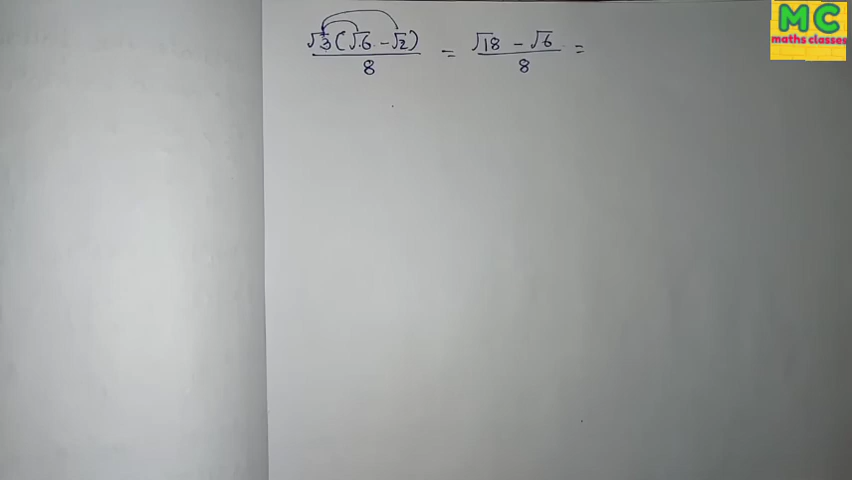 √3(√6 - √2) / 8 = √18 - √6 / 8 =
MC
maths classes